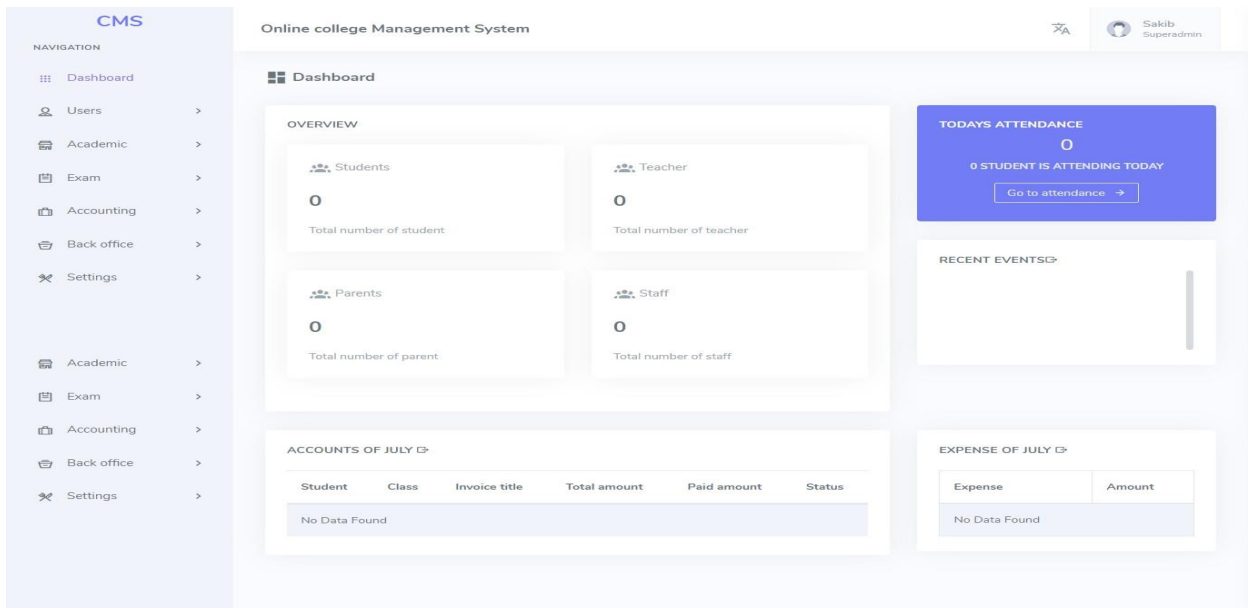 CMS
NAVIGATION
Dashboard
Users
Academic
Exam
Accounting
Back office
Settings
Academic
Exam
Accounting
Back office
Settings
Online college Management System
Sakib
Superadmin
Dashboard
OVERVIEW
Students
0
Total number of student
Teacher
0
Total number of teacher
Parents
0
Total number of parent
Staff
0
Total number of staff
TODAYS ATTENDANCE
0
0 STUDENT IS ATTENDING TODAY
Go to attendance →
RECENT EVENTS
ACCOUNTS OF JULY
Student Class Invoice title Total amount Paid amount Status
No Data Found
EXPENSE OF JULY
Expense Amount
No Data Found